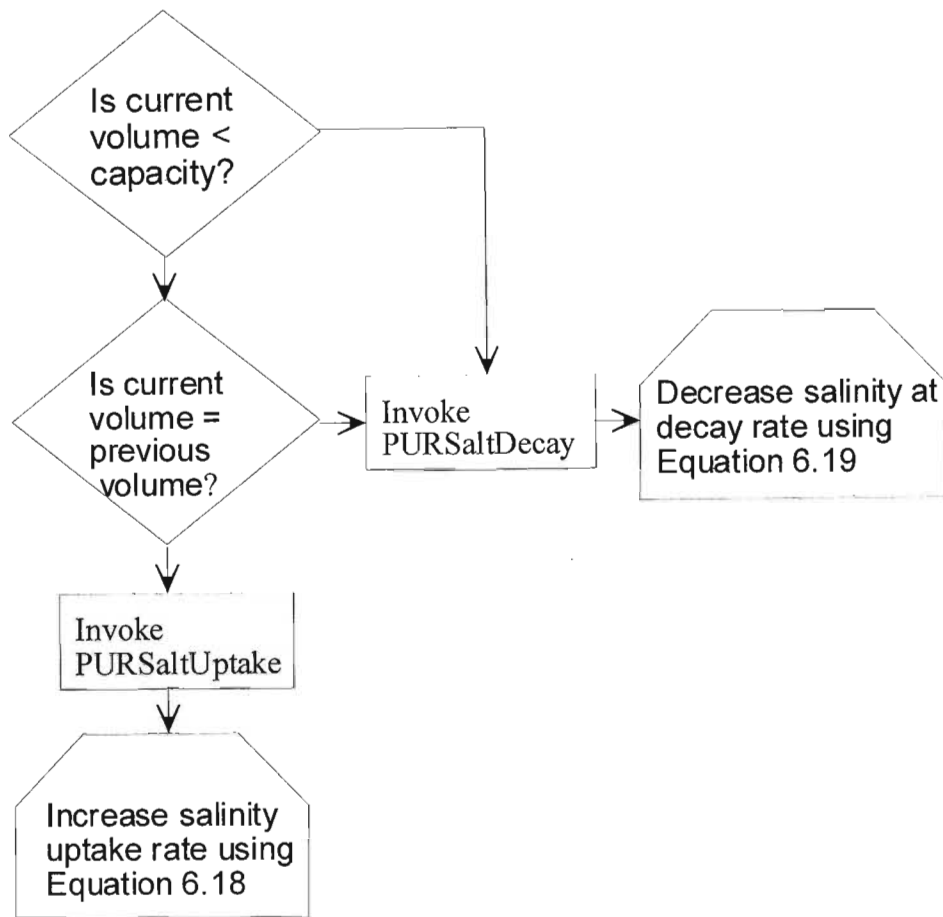 Is current
volume <
capacity?
Is current
volume =
previous
volume?
Invoke
PURSaltDecay
Decrease salinity at
decay rate using
Equation 6.19
Invoke
PURSaltUptake
Increase salinity
uptake rate using
Equation 6.18